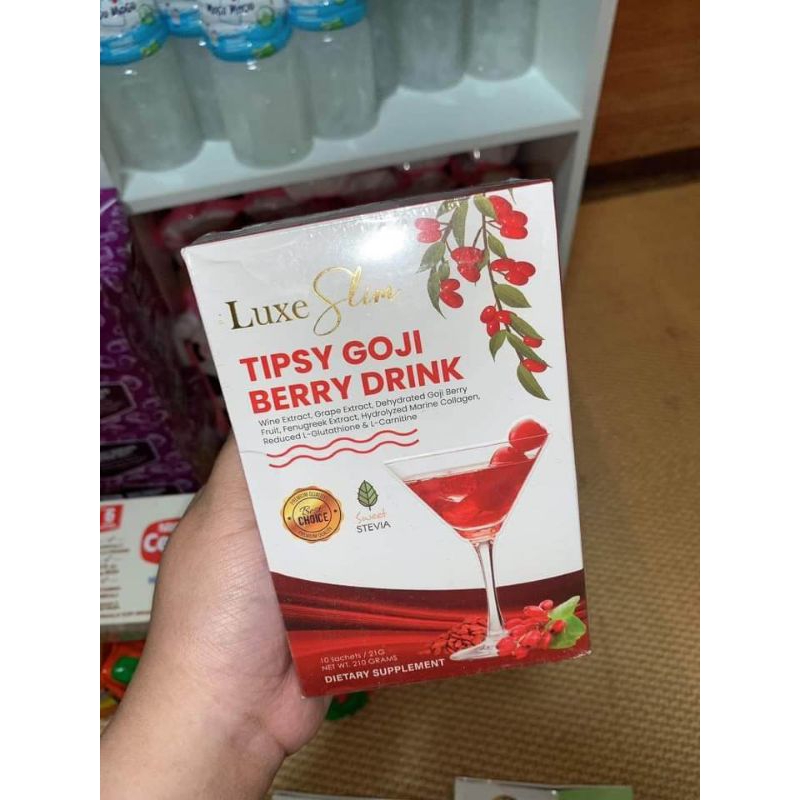 Luxe Slim
TIPSY GOJI
BERRY DRINK
Wine Extract, Grape Extract, Dehydrated Goji Berry
Fruit, Fenugreek Extract, Hydrolyzed Marine Collagen,
Reduced L-Glutathione & L-Carnitine
Best
CHOICE
Sweet
STEVIA
10 sachets / 21G
NET WT. 210 GRAMS
DIETARY SUPPLEMENT